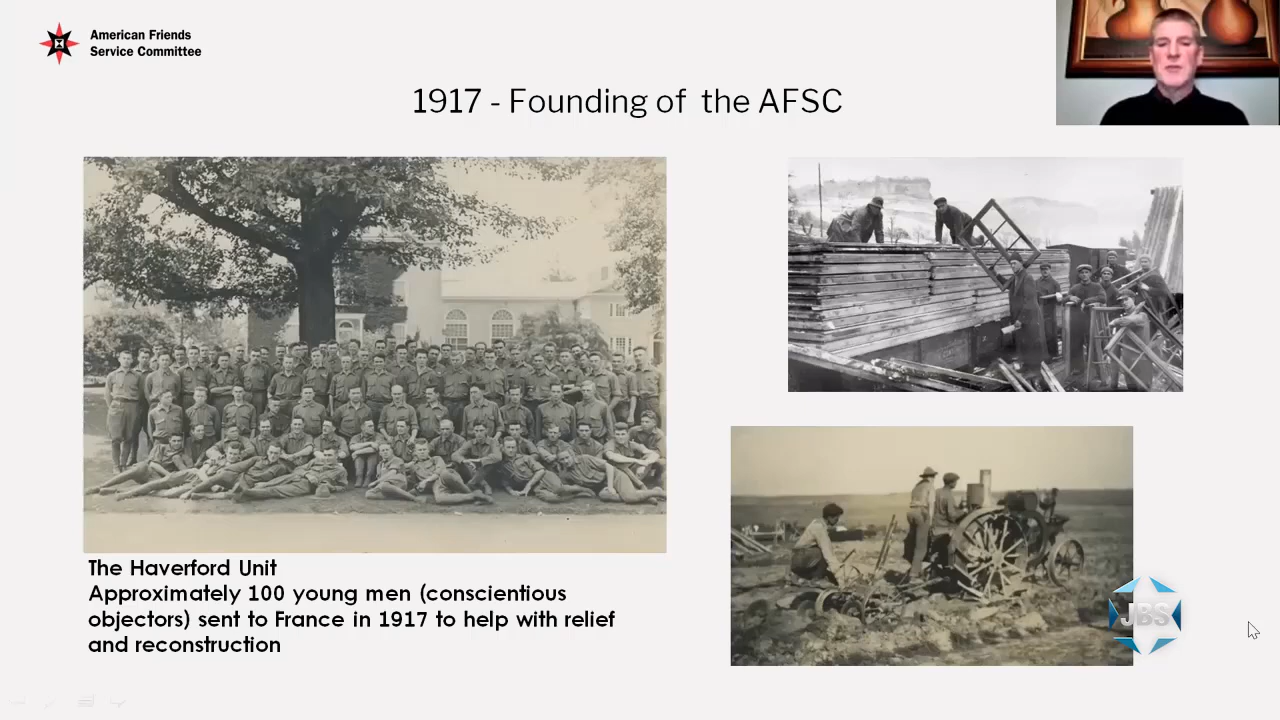 American Friends
Service Committee
1917 - Founding of the AFSC
The Haverford Unit
Approximately 100 young men (conscientious
objectors) sent to France in 1917 to help with relief
and reconstruction
JBS